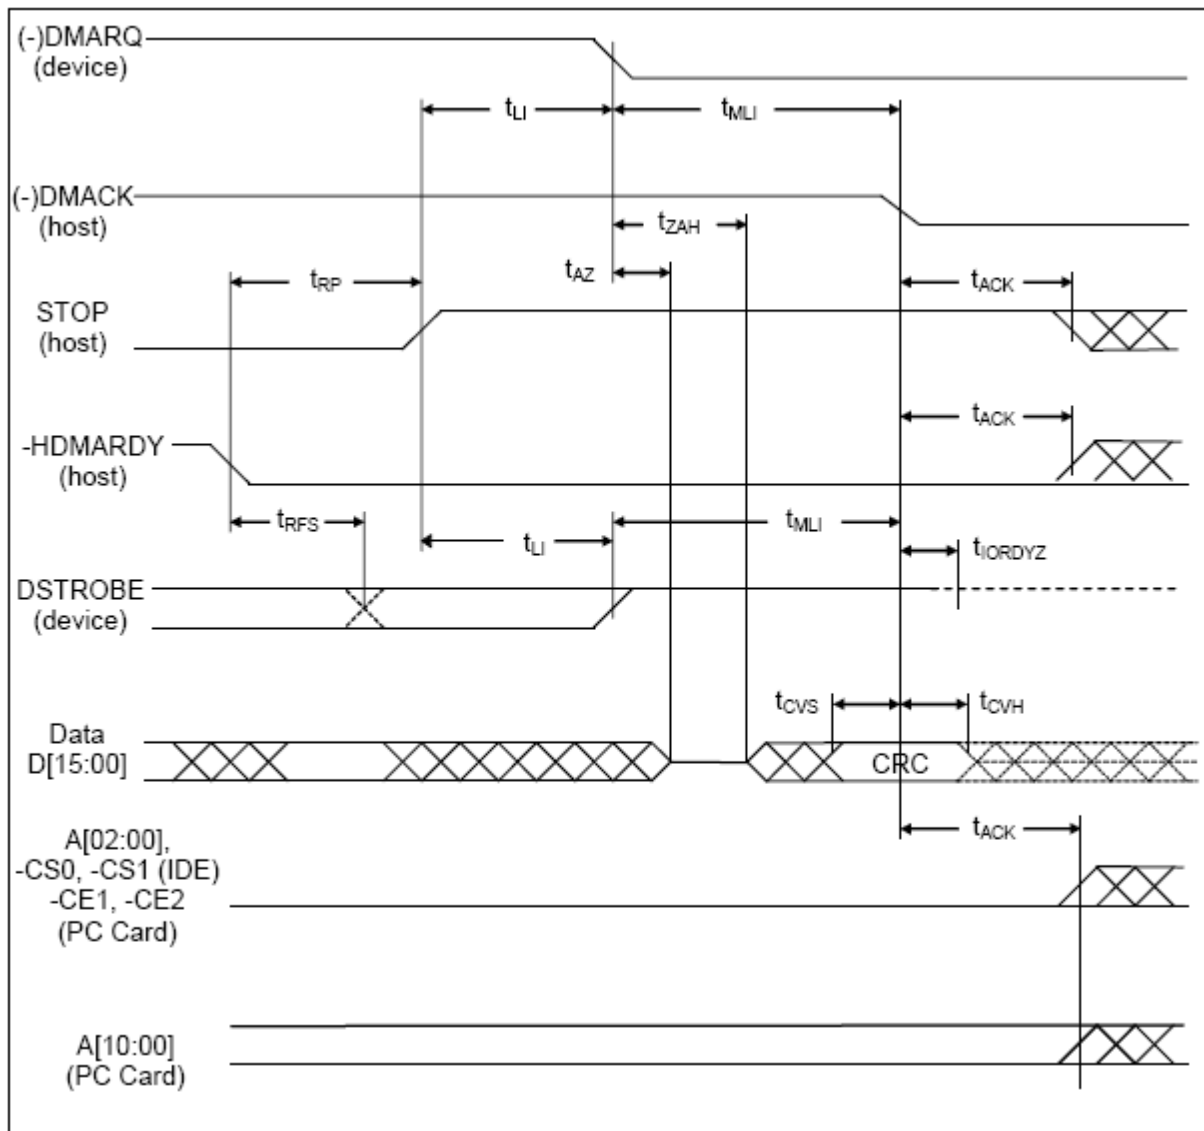 (-)DMARQ
(device)
tLI
tMLI
(-)DMACK
(host)
tZAH
tAZ
tRP
tACK
STOP
(host)
tACK
-HDMARDY
(host)
tRFS
tLI
tMLI
tIORDYZ
DSTROBE
(device)
tCVS
tCVH
Data
D[15:00]
CRC
tACK
A[02:00],
-CS0, -CS1 (IDE)
-CE1, -CE2
(PC Card)
A[10:00]
(PC Card)